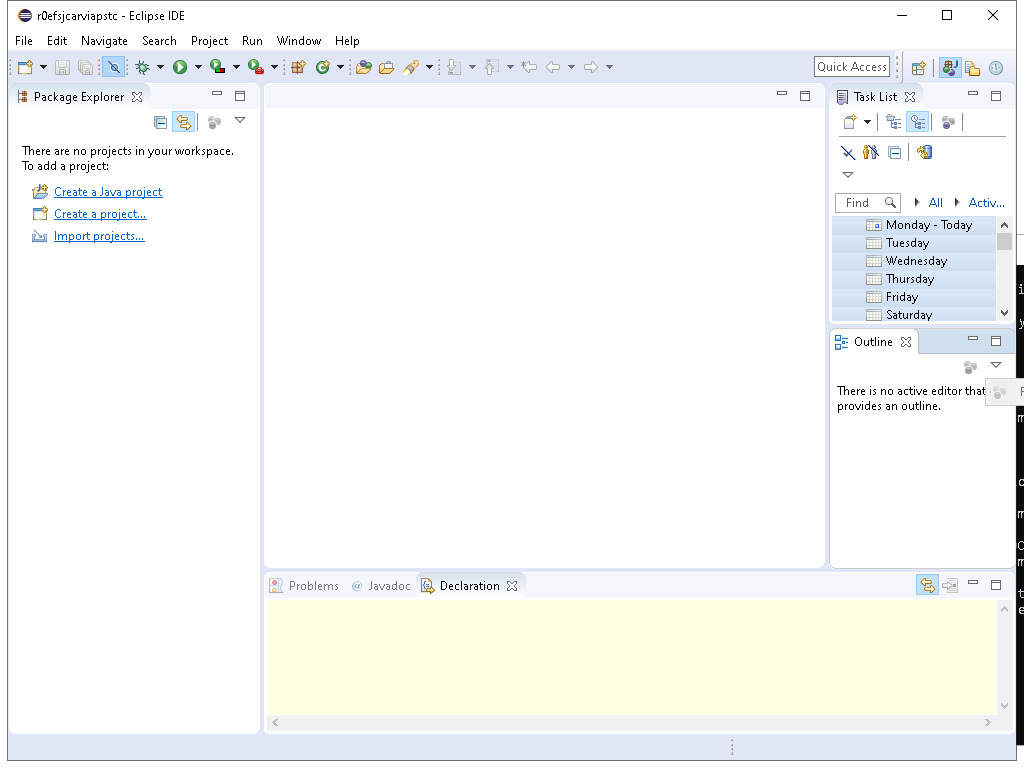 r0efsjcarviapstc - Eclipse IDE
File Edit Navigate Search Project Run Window Help
Quick Access
Package Explorer
Task List
There are no projects in your workspace.
To add a project:
Create a Java project
Create a project...
Import projects...
Find
All
Activ...
Monday - Today
Tuesday
Wednesday
Thursday
Friday
Saturday
Outline
There is no active editor that
provides an outline.
Problems @ Javadoc Declaration